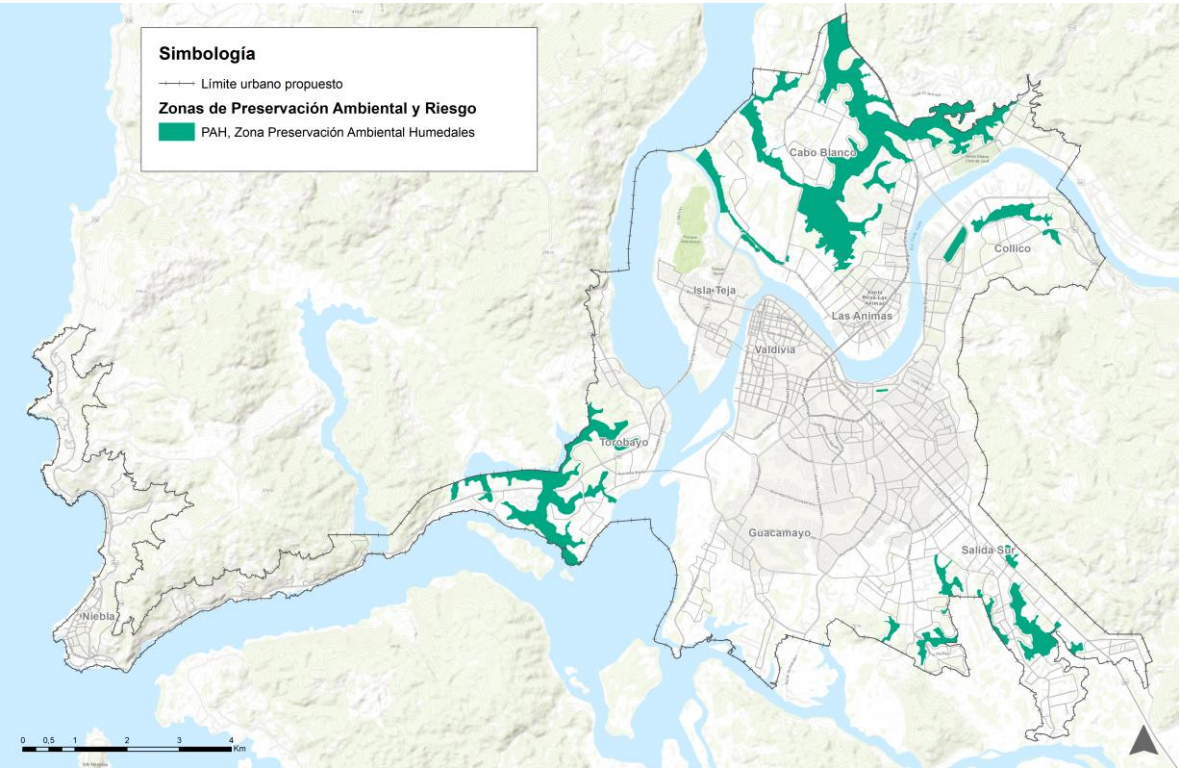 Simbología
Límite urbano propuesto
Zonas de Preservación Ambiental y Riesgo
PAH, Zona Preservación Ambiental Humedales
Cabo Blanco
Collico
Isla Teja
Las Animas
Valdivia
Torobayo
Guacamayo
Salida Sur
Niebla
0 0,5 1 2 3 4
Km